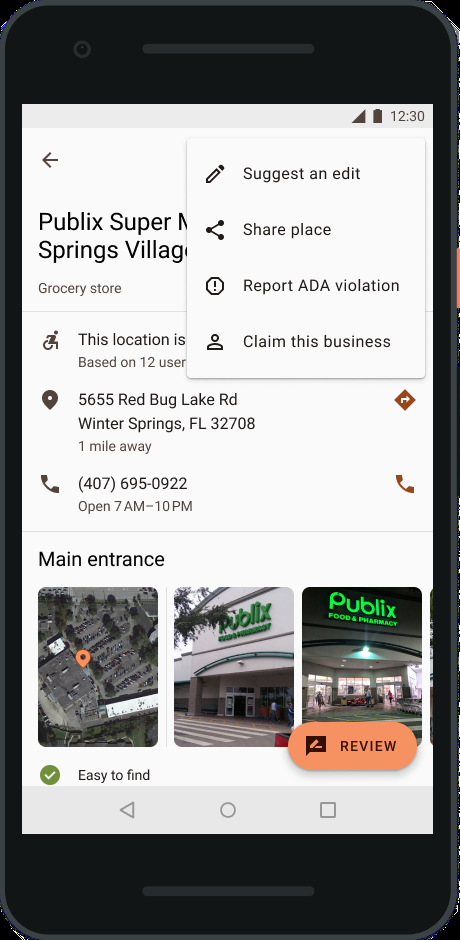 12:30
Suggest an edit
Share place
Report ADA violation
Claim this business
Publix Super
Springs Village
Grocery store
This location is
Based on 12 user
5655 Red Bug Lake Rd
Winter Springs, FL 32708
1 mile away
(407) 695-0922
Open 7 AM–10 PM
Main entrance
Publix
FOOD & PHARMACY
Publix
FOOD & PHARMACY
REVIEW
Easy to find